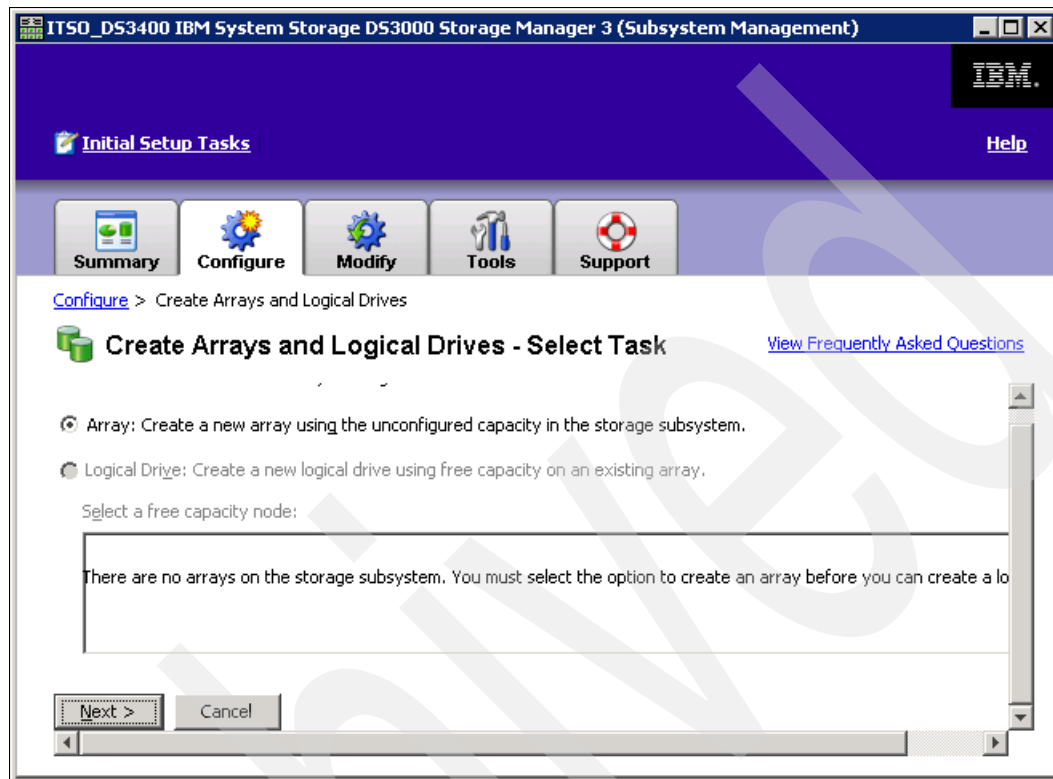 ITSO_DS3400 IBM System Storage DS3000 Storage Manager 3 (Subsystem Management)
IBM.
Initial Setup Tasks
Help
Summary
Configure
Modify
Tools
Support
Configure > Create Arrays and Logical Drives
Create Arrays and Logical Drives - Select Task
View Frequently Asked Questions
Array: Create a new array using the unconfigured capacity in the storage subsystem.
Logical Drive: Create a new logical drive using free capacity on an existing array.
Select a free capacity node:
There are no arrays on the storage subsystem. You must select the option to create an array before you can create a lo
Next >
Cancel